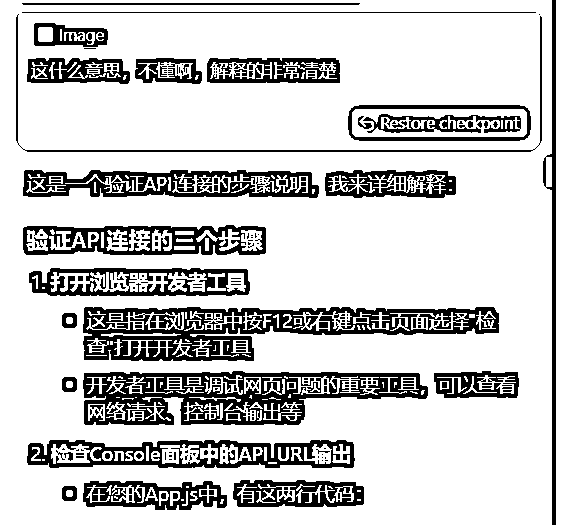 Image
这什么意思，不懂啊，解释的非常清楚
Restore checkpoint
这是一个验证API连接的步骤说明，我来详细解释：
验证API连接的三个步骤
1. 打开浏览器开发者工具
这是指在浏览器中按F12或右键点击页面选择"检
查"打开开发者工具
开发者工具是调试网页问题的重要工具，可以查看
网络请求、控制台输出等
2. 检查Console面板中的API_URL输出
在您的App.js中，有这两行代码：